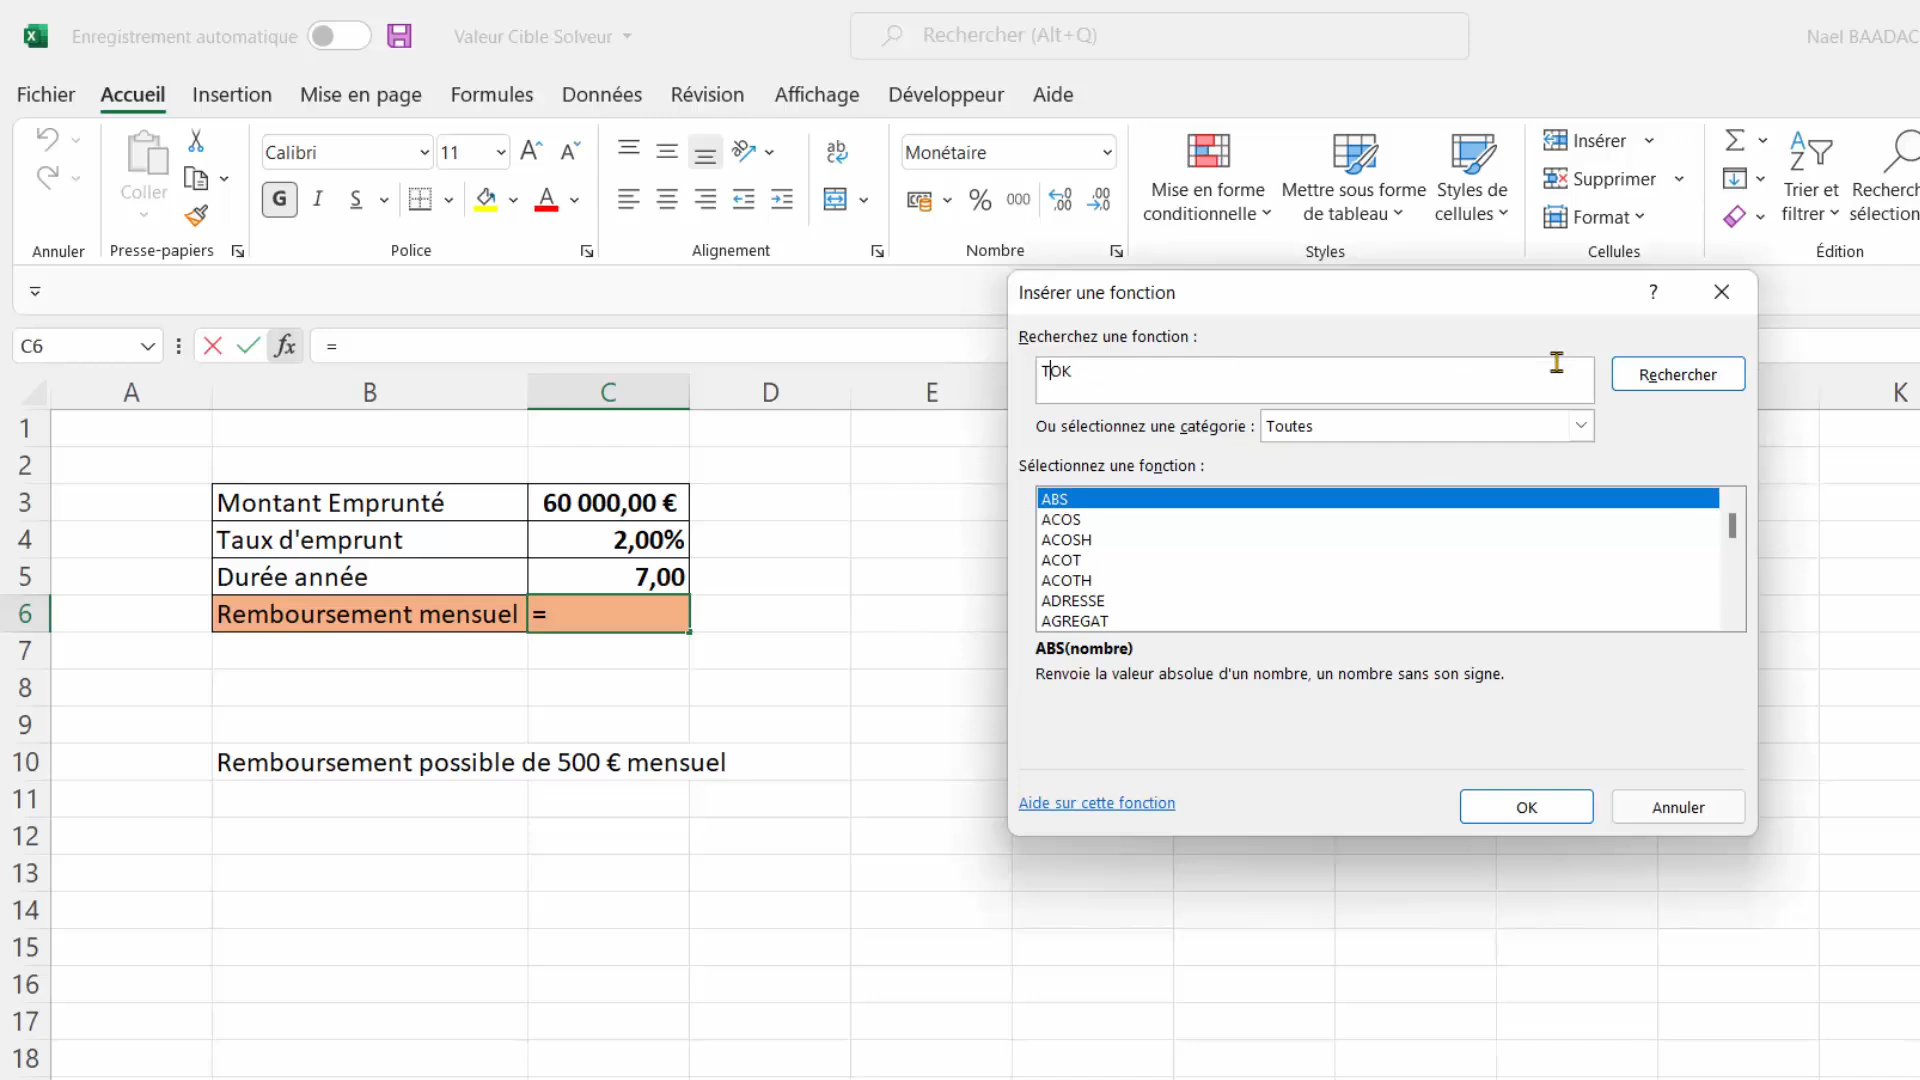 Enregistrement automatique
Valeur Cible Solveur
Rechercher (Alt+Q)
Nael BAADAC
Fichier Accueil Insertion Mise en page Formules Données Révision Affichage Développeur Aide
Coller
Annuler
Presse-papiers
Calibri
11
G I S
A A A
Police
ab
Alignement
Monétaire
% 000
Nombre
Mise en forme
conditionnelle
Mettre sous forme
de tableau
Styles de
cellules
Styles
Insérer
Supprimer
Format
Cellules
Trier et
filtrer
Recherch
sélection
Édition
C6
fx
=
A B C D E K
1
2
3 Montant Emprunté 60 000,00 €
4 Taux d'emprunt 2,00%
5 Durée année 7,00
6 Remboursement mensuel =
7
8
9
10 Remboursement possible de 500 € mensuel
11
12
13
14
15
16
17
18
Insérer une fonction
?
Recherchez une fonction :
TOK
Rechercher
Ou sélectionnez une catégorie : Toutes
Sélectionnez une fonction :
ABS
ACOS
ACOSH
ACOT
ACOTH
ADRESSE
AGREGAT
ABS(nombre)
Renvoie la valeur absolue d'un nombre, un nombre sans son signe.
Aide sur cette fonction
OK
Annuler